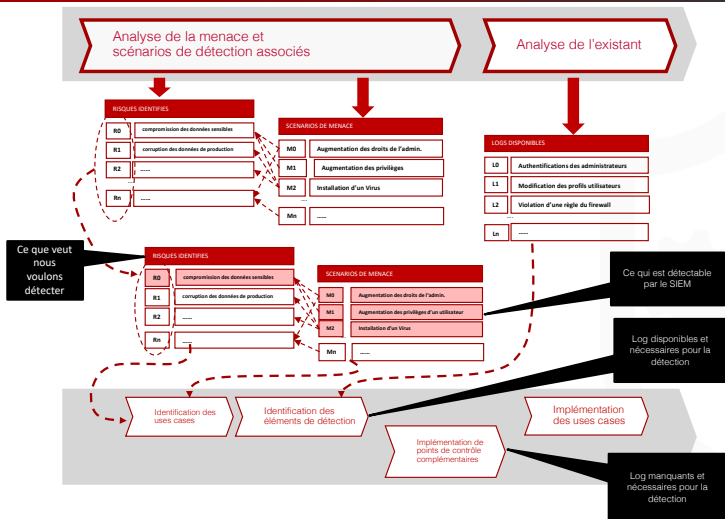 Analyse de la menace et
scénarios de détection associés
Analyse de l'existant
RISQUES IDENTIFIES
R0 compromission des données sensibles
R1 corruption des données de production
R2 ……
…
Rn ……
SCENARIOS DE MENACE
M0 Augmentation des droits de l'admin.
M1 Augmentation des privilèges
M2 Installation d'un Virus
…
Mn ……
LOGS DISPONIBLES
L0 Authentifications des administrateurs
L1 Modification des profils utilisateurs
L2 Violation d'une règle du firewall
…
Ln ……
Ce que veut
nous
voulons
détecter
RISQUES IDENTIFIES
R0 compromission des données sensibles
R1 corruption des données de production
R2 ……
Rn ……
SCENARIOS DE MENACE
M0 Augmentation des droits de l'admin.
M1 Augmentation des privilèges d'un utilisateur
M2 Installation d'un Virus
Mn ……
Ce qui est détectable
par le SIEM
Log disponibles et
nécessaires pour la
détection
Identification des
uses cases
Identification des
éléments de détection
Implémentation de
points de contrôle
complémentaires
Implémentation
des uses cases
Log manquants et
nécessaires pour la
détection